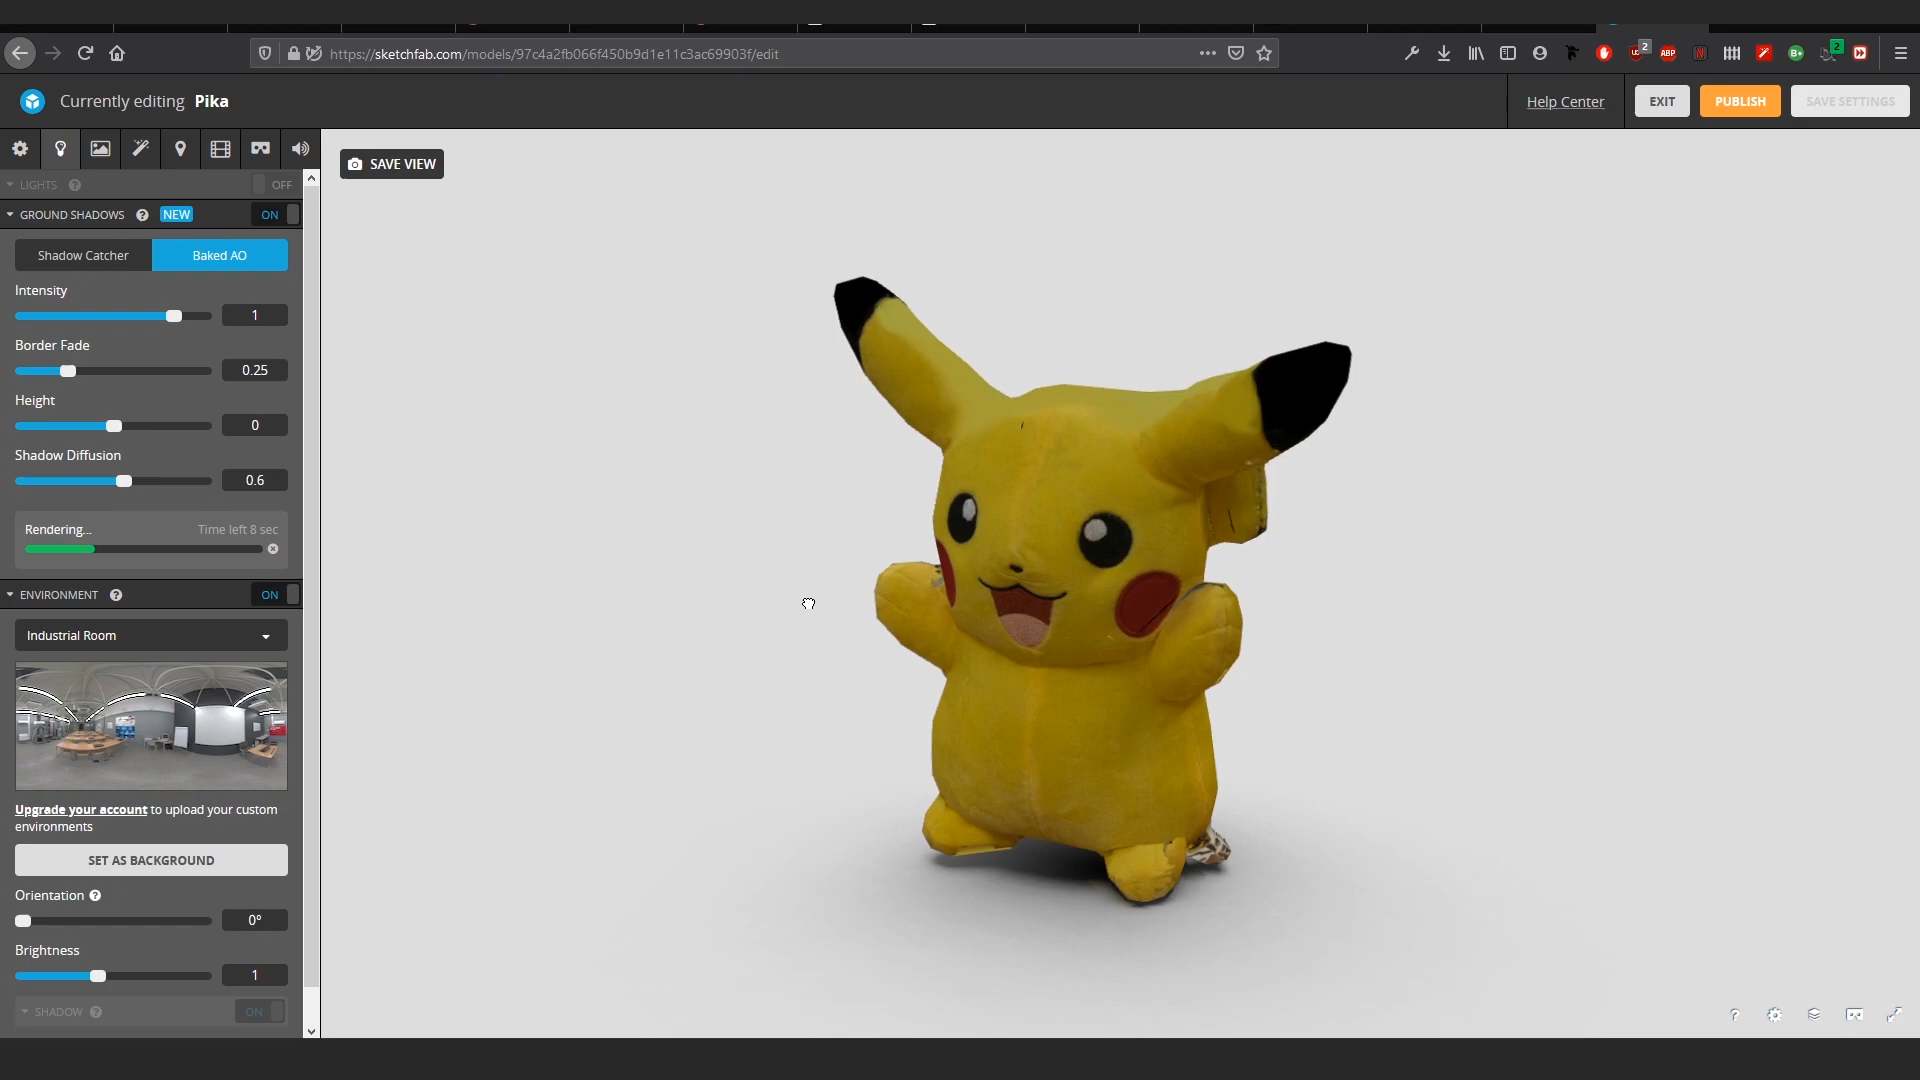 https://sketchfab.com/models/97c4a2fb066f450b9d1e11c3ac69903f/edit
2
ABP
N
B+
2
Currently editing Pika
Help Center
EXIT
PUBLISH
SAVE SETTINGS
SAVE VIEW
LIGHTS ? OFF
GROUND SHADOWS ? NEW ON
Shadow Catcher
Baked AO
Intensity
1
Border Fade
0.25
Height
0
Shadow Diffusion
0.6
Rendering... Time left 8 sec
ENVIRONMENT ? ON
Industrial Room
Upgrade your account to upload your custom
environments
SET AS BACKGROUND
Orientation ?
0°
Brightness
1
SHADOW ? ON
?